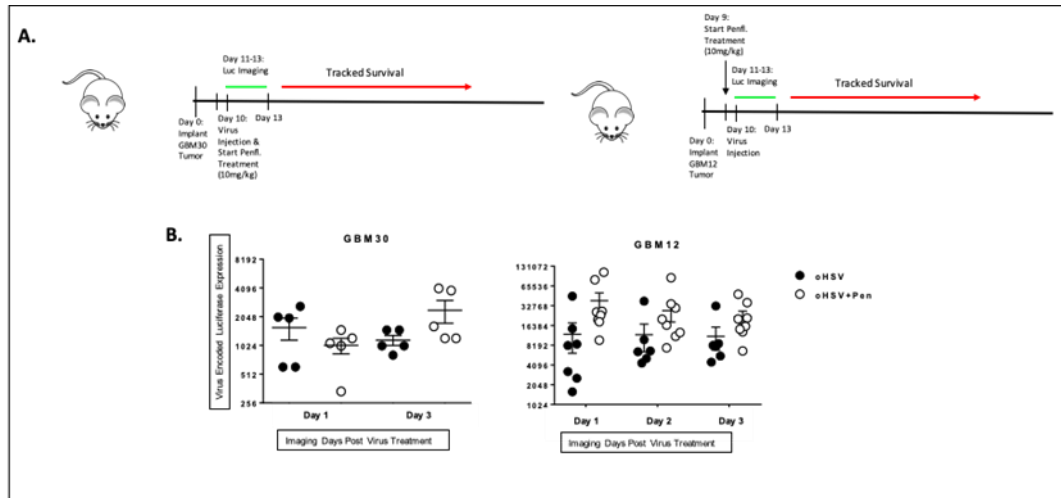 A.
Day 11-13:
Luc Imaging
Tracked Survival
Day 0:
Implant
GBM30
Tumor
Day 10:
Virus
Injection &
Start Penfl.
Treatment
(10mg/kg)
Day 13
Day 9:
Start Penfl.
Treatment
(10mg/kg)
Day 11-13:
Luc Imaging
Tracked Survival
Day 0:
Implant
GBM12
Tumor
Day 10:
Virus
Injection
Day 13
B.
GBM30
Virus Encoded Luciferase Expression
8192
4096
2048
1024
512
256
Day 1
Day 3
Imaging Days Post Virus Treatment
GBM12
131072
65536
32768
16384
8192
4096
2048
1024
Day 1
Day 2
Day 3
Imaging Days Post Virus Treatment
oHSV
oHSV+Pen